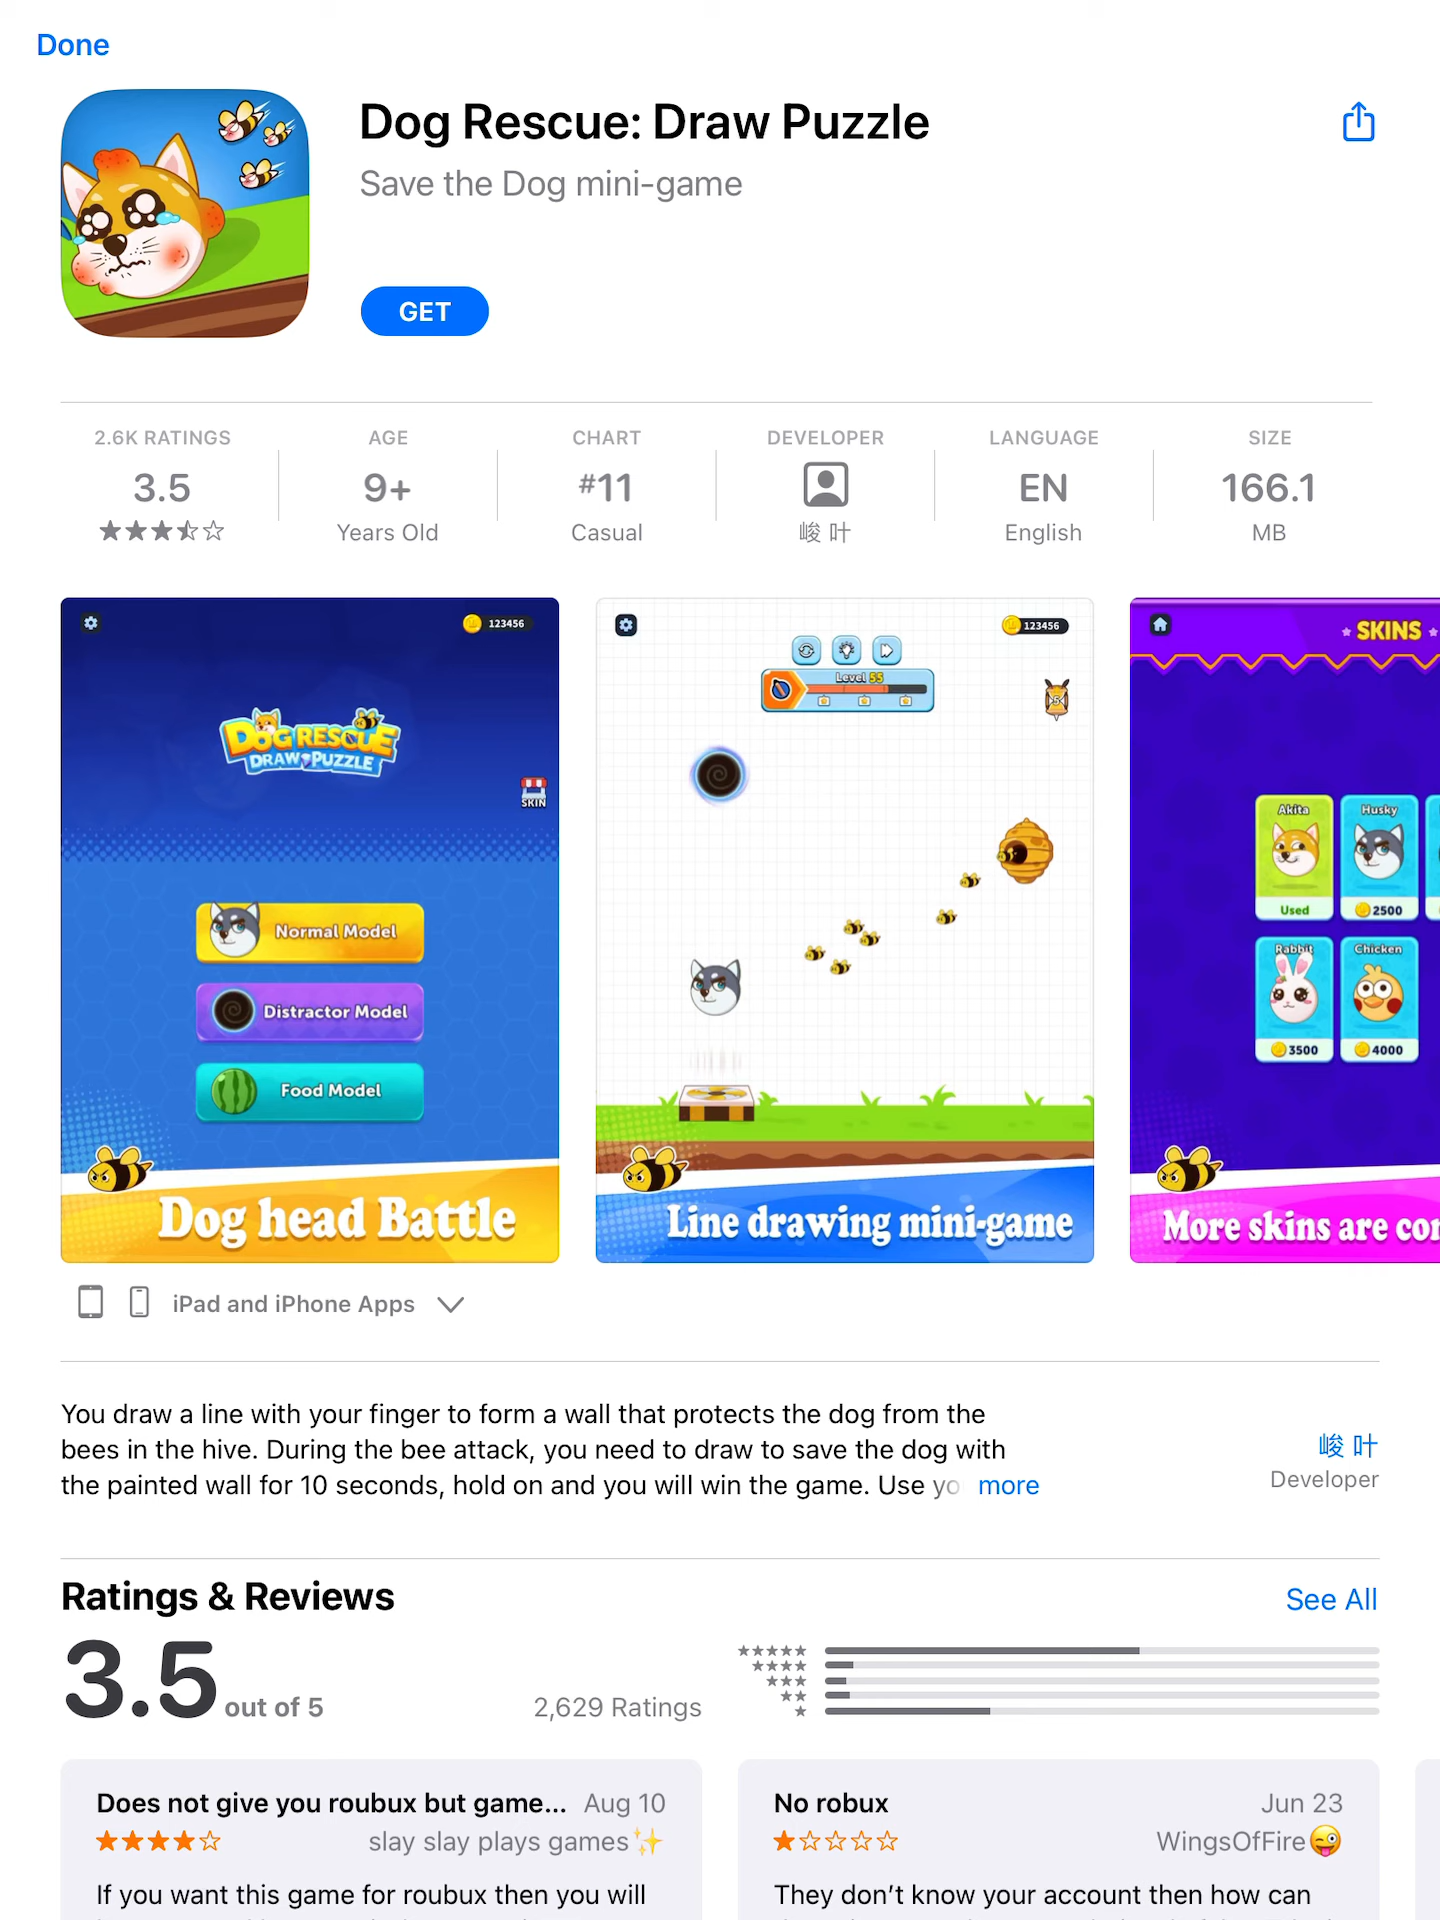 Done
Dog Rescue: Draw Puzzle
Save the Dog mini-game
GET
2.6K RATINGS
3.5
AGE
9+
Years Old
CHART
#11
Casual
DEVELOPER
峻 叶
LANGUAGE
EN
English
SIZE
166.1
MB
123456
DOG RESCUE
DRAW PUZZLE
SKIN
Normal Model
Distractor Model
Food Model
Dog head Battle
123456
Level 55
5
Line drawing mini-game
SKINS
Akita
Used
Husky
2500
Rabbit
3500
Chicken
4000
More skins are co
iPad and iPhone Apps
You draw a line with your finger to form a wall that protects the dog from the
bees in the hive. During the bee attack, you need to draw to save the dog with
the painted wall for 10 seconds, hold on and you will win the game. Use yo more
峻 叶
Developer
Ratings & Reviews
See All
3.5 out of 5
2,629 Ratings
Does not give you roubux but game... Aug 10
slay slay plays games✨
If you want this game for roubux then you will
No robux Jun 23
WingsOfFire😜
They don’t know your account then how can